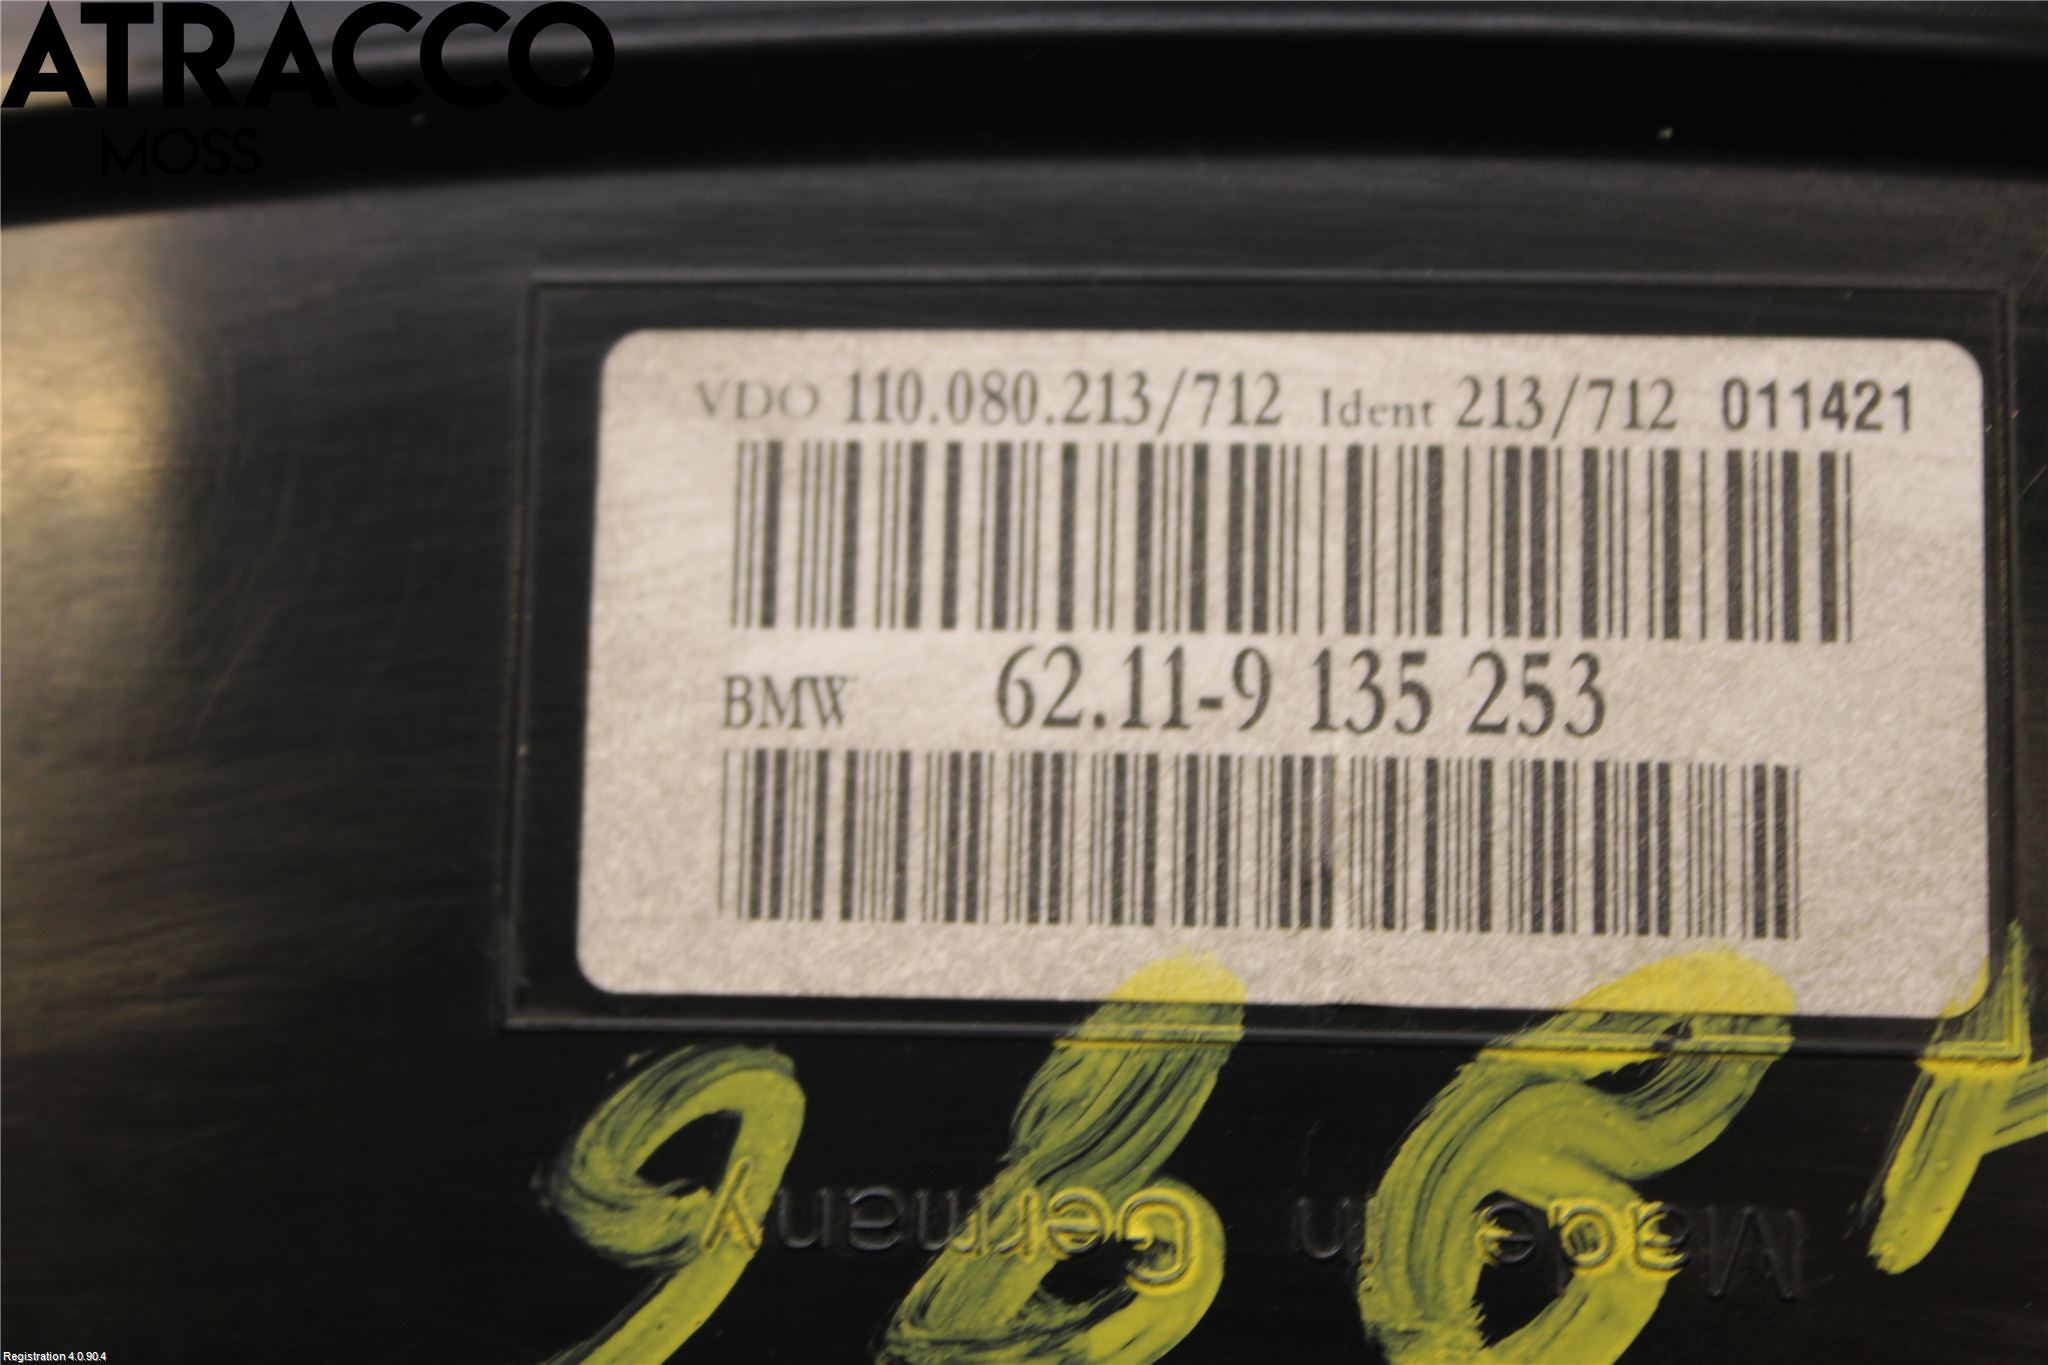 ATRACCO
MOSS
VDO 110.080.213/712 Ident 213/712 011421
BMW 62.11-9 135 253
9684
Made in Germany
Registration 4.0.90.4